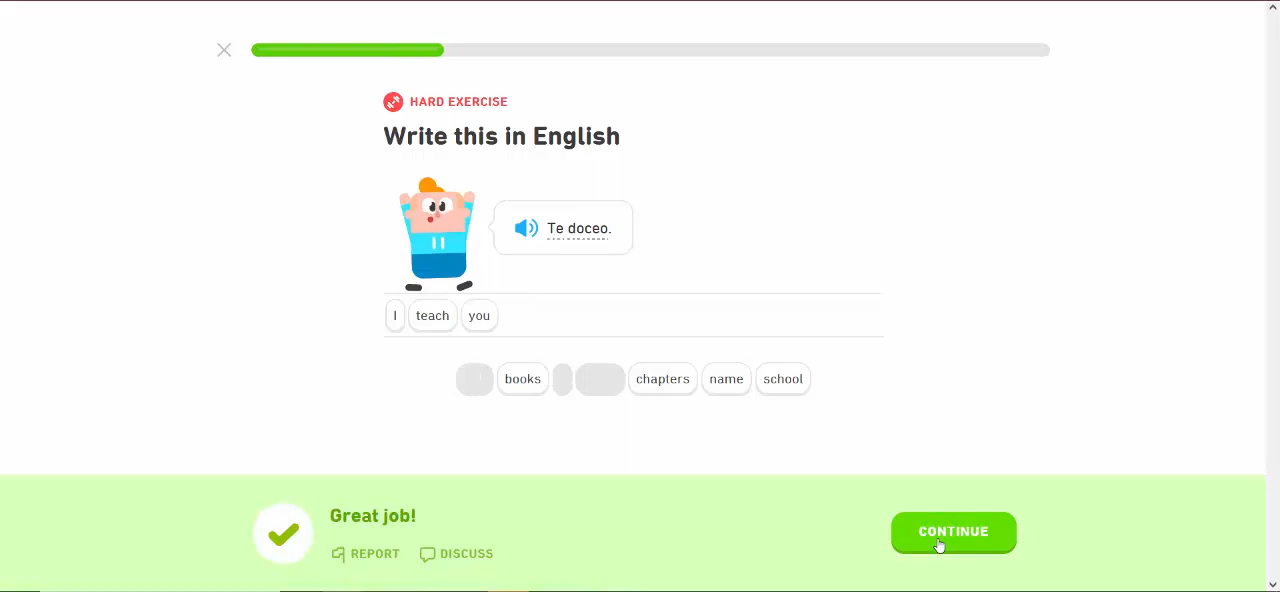 HARD EXERCISE
Write this in English
Te doceo.
I teach you
books chapters name school
Great job!
REPORT DISCUSS
CONTINUE